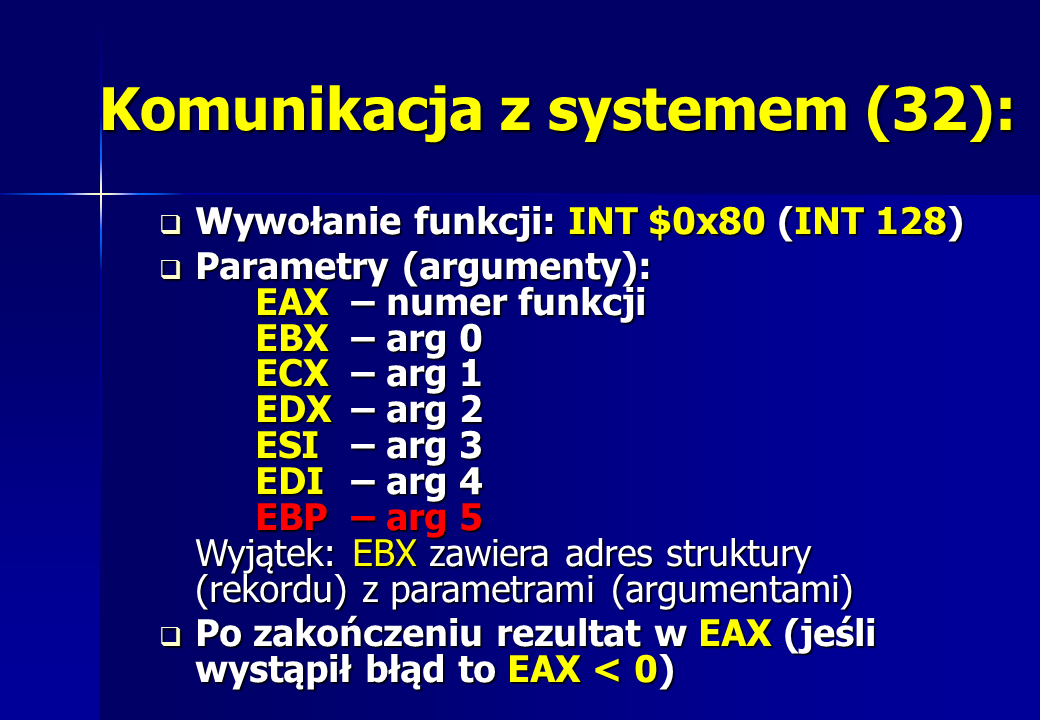 Komunikacja z systemem (32):
Wywołanie funkcji: INT $0x80 (INT 128)
Parametry (argumenty):
EAX – numer funkcji
EBX – arg 0
ECX – arg 1
EDX – arg 2
ESI – arg 3
EDI – arg 4
EBP – arg 5
Wyjątek: EBX zawiera adres struktury
(rekordu) z parametrami (argumentami)
Po zakończeniu rezultat w EAX (jeśli
wystąpił błąd to EAX < 0)